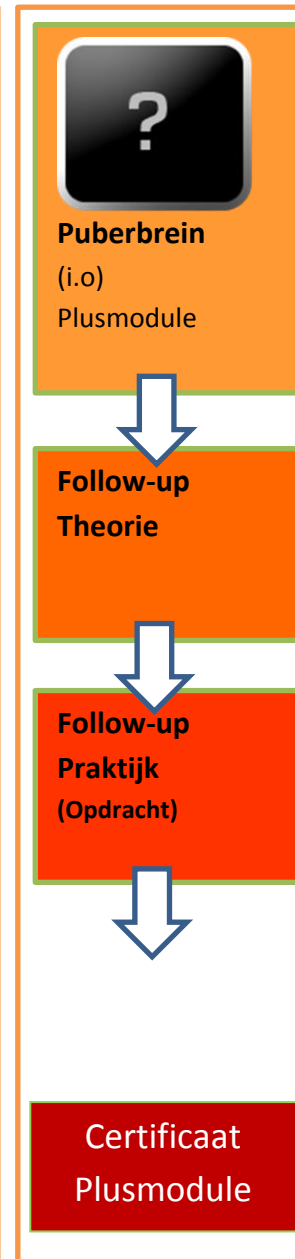 ?
Puberbrein
(i.o)
Plusmodule
Follow-up
Theorie
Follow-up
Praktijk
(Opdracht)
Certificaat
Plusmodule